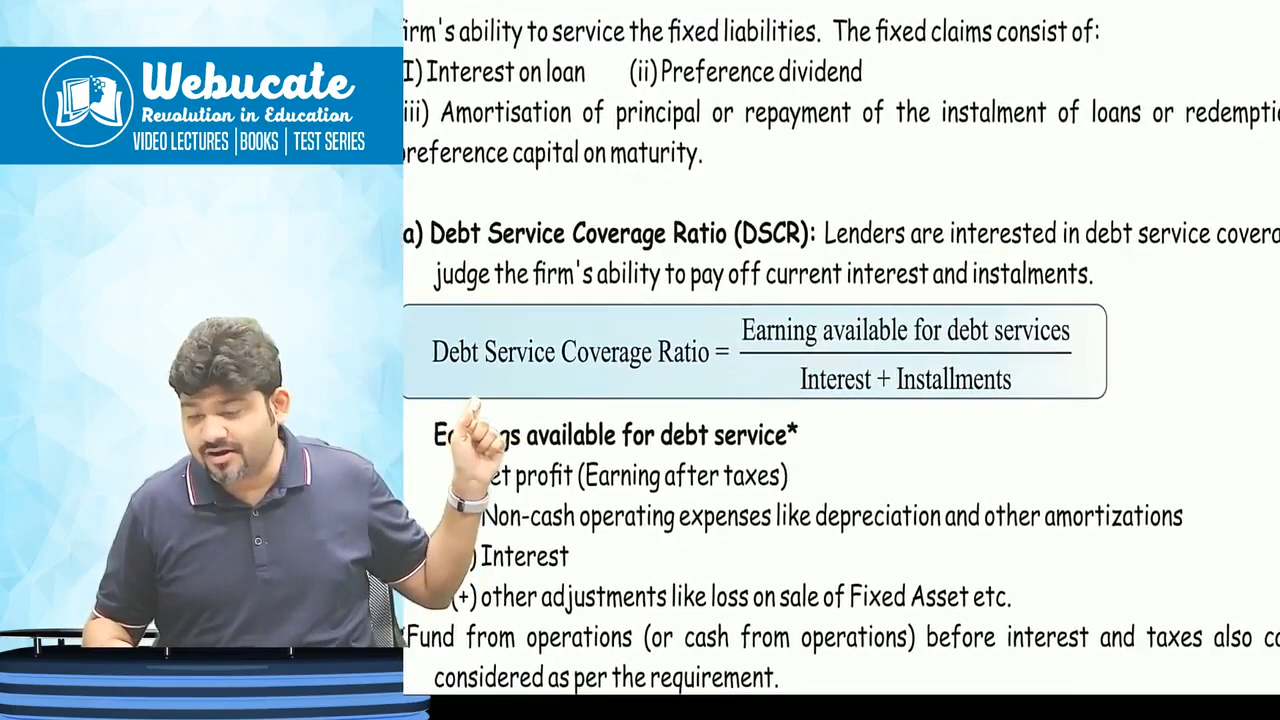 Webucate
Revolution in Education
VIDEO LECTURES | BOOKS | TEST SERIES
firm's ability to service the fixed liabilities. The fixed claims consist of:
I) Interest on loan (ii) Preference dividend
iii) Amortisation of principal or repayment of the instalment of loans or redempti
preference capital on maturity.
a) Debt Service Coverage Ratio (DSCR): Lenders are interested in debt service covera
judge the firm's ability to pay off current interest and instalments.
Debt Service Coverage Ratio = Earning available for debt services
Interest + Installments
available for debt service*
profit (Earning after taxes)
Non-cash operating expenses like depreciation and other amortizations
) Interest
(+) other adjustments like loss on sale of Fixed Asset etc.
*Fund from operations (or cash from operations) before interest and taxes also
considered as per the requirement.